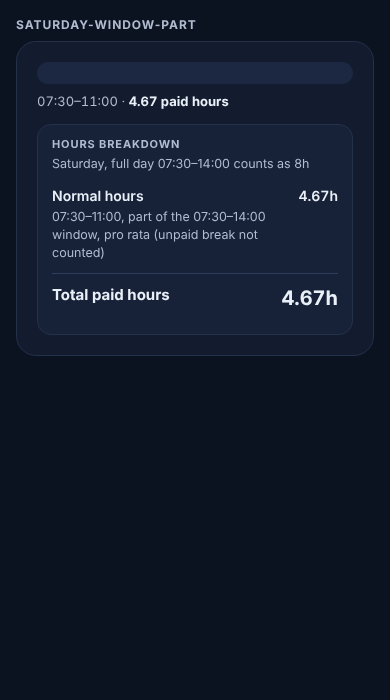 SATURDAY-WINDOW-PART
07:30–11:00 · 4.67 paid hours
HOURS BREAKDOWN
Saturday, full day 07:30–14:00 counts as 8h
Normal hours 4.67h
07:30–11:00, part of the 07:30–14:00
window, pro rata (unpaid break not
counted)
Total paid hours 4.67h